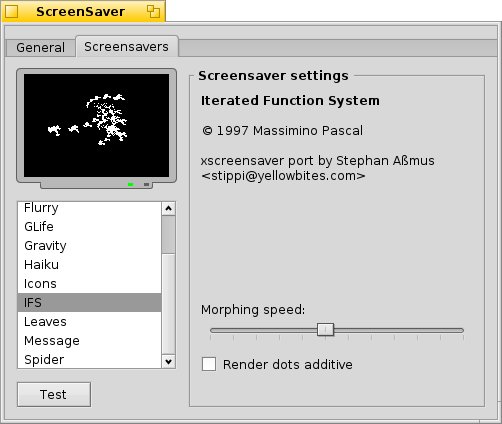 ScreenSaver
General
Screensavers
Screensaver settings
Iterated Function System
© 1997 Massimino Pascal
xscreensaver port by Stephan Aßmus
<stippi@yellowbites.com>
Flurry
GLife
Gravity
Haiku
Icons
IFS
Leaves
Message
Spider
Morphing speed:
Render dots additive
Test